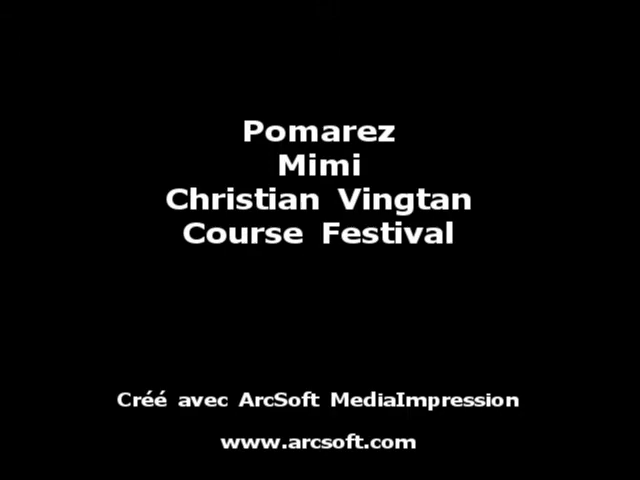 Pomarez
Mimi
Christian Vingtan
Course Festival
Créé avec ArcSoft MediaImpression
www.arcsoft.com